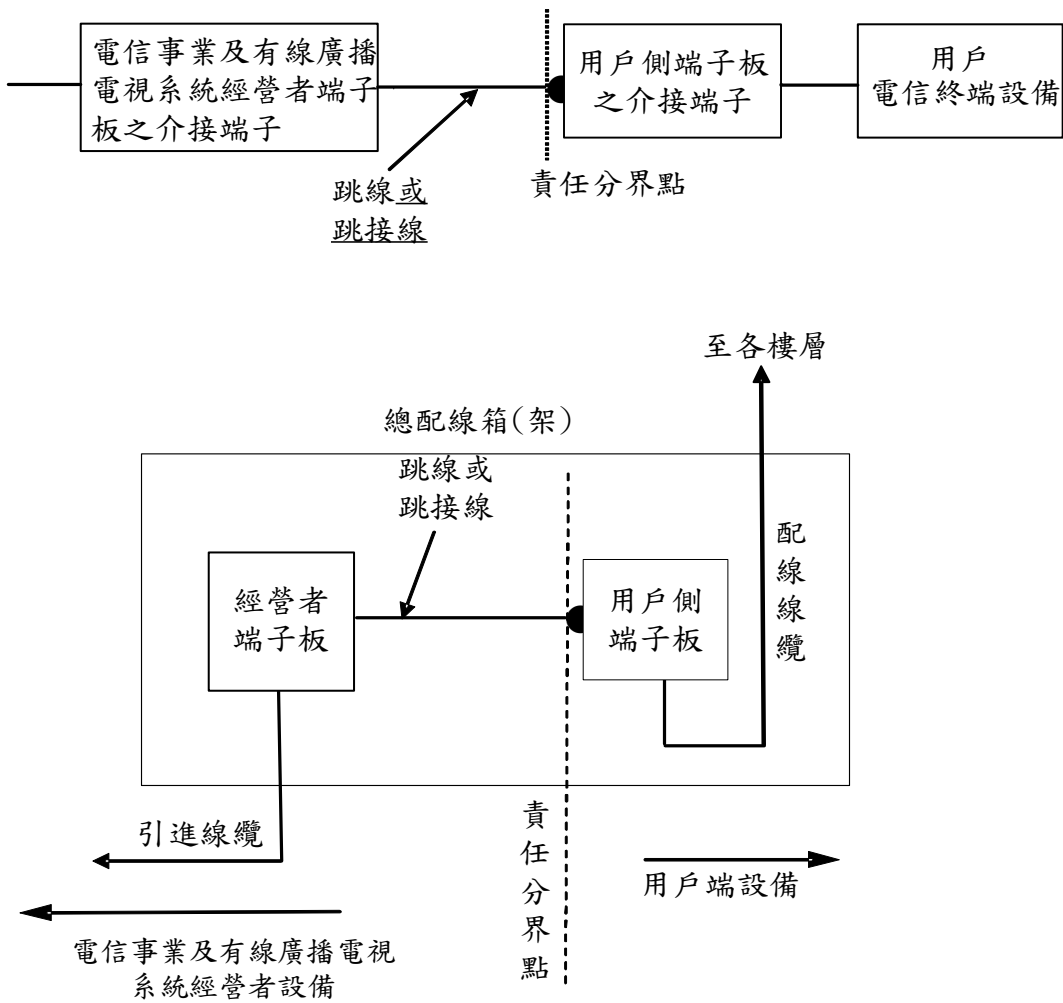 電信事業及有線廣播
電視系統經營者端子
板之介接端子
用戶側端子板
之介接端子
用戶
電信終端設備
跳線或
跳接線
責任分界點
至各樓層
總配線箱(架)
跳線或
跳接線
經營者
端子板
用戶側
端子板
配線線纜
引進線纜
責任分界點
用戶端設備
電信事業及有線廣播電視
系統經營者設備